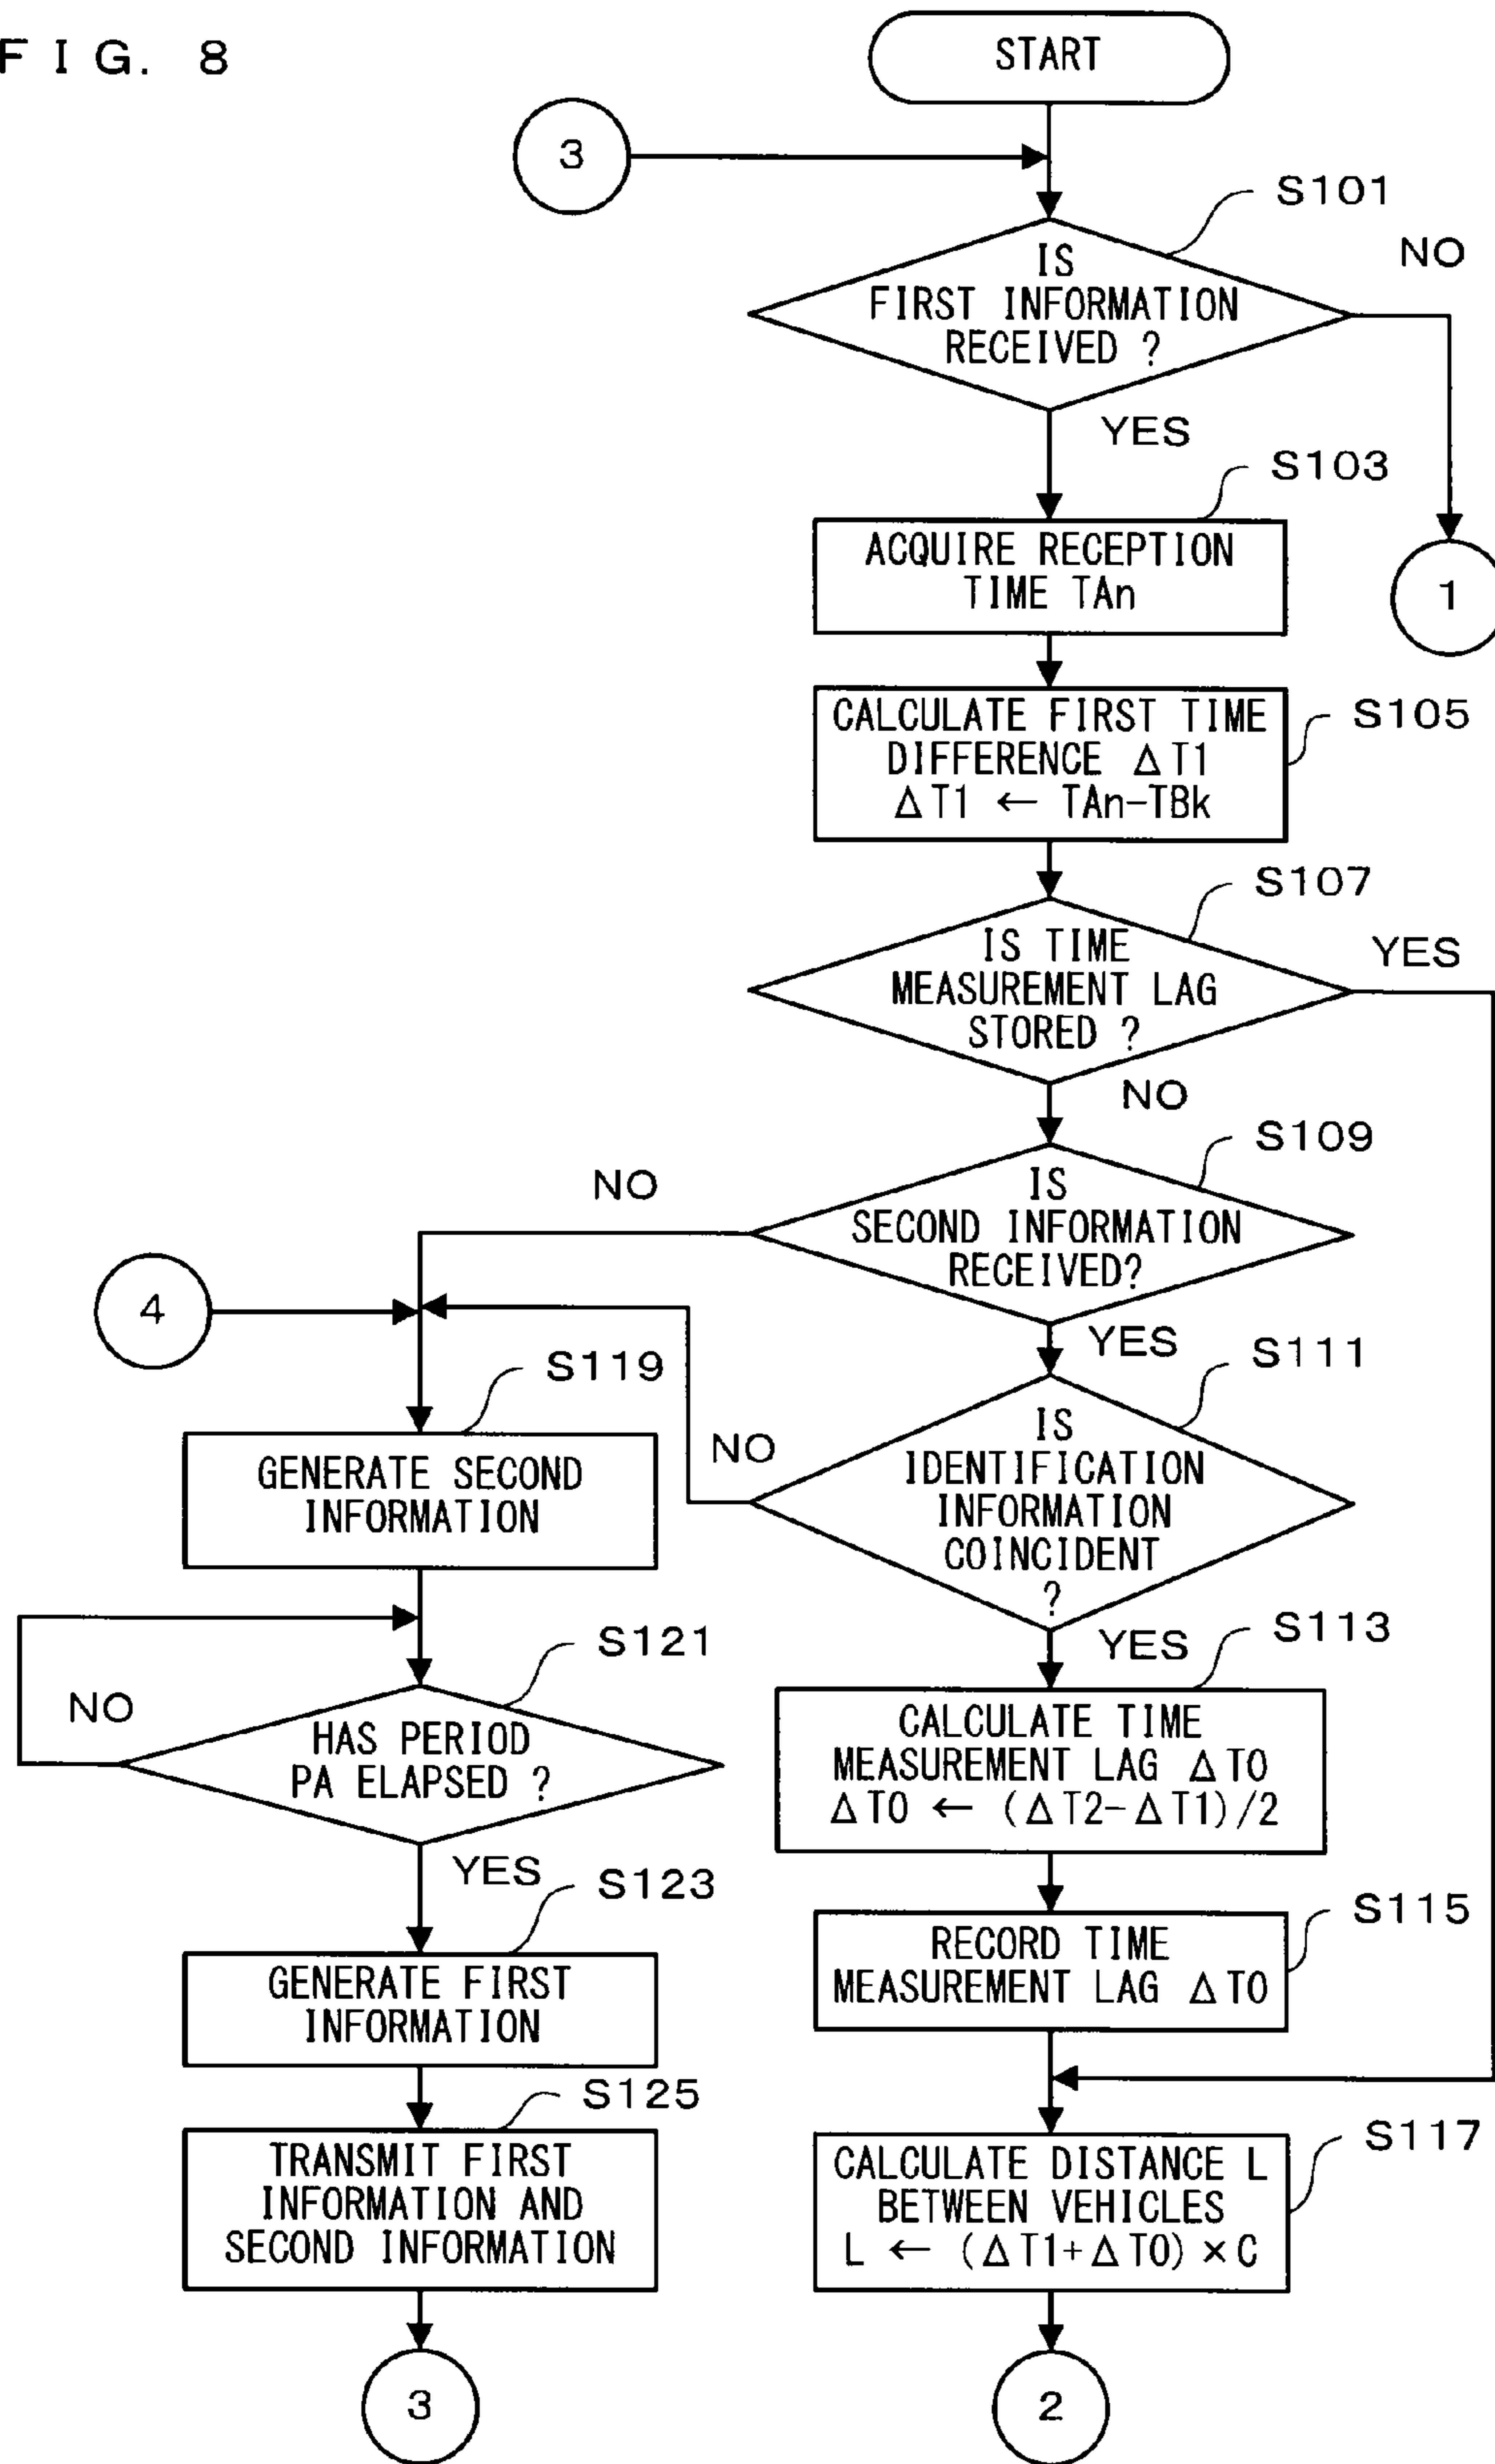 FIG. 8
START
3
S101
IS
FIRST INFORMATION
RECEIVED ?
NO
YES
S103
ACQUIRE RECEPTION
TIME TAn
1
CALCULATE FIRST TIME
DIFFERENCE ΔT1
ΔT1 ← TAn-TBk
S105
S107
IS TIME
MEASUREMENT LAG
STORED ?
YES
NO
S109
IS
SECOND INFORMATION
RECEIVED?
NO
YES
4
S111
IS
IDENTIFICATION
INFORMATION
COINCIDENT
?
NO
YES
S119
GENERATE SECOND
INFORMATION
S121
HAS PERIOD
PA ELAPSED ?
NO
YES
S113
CALCULATE TIME
MEASUREMENT LAG ΔT0
ΔT0 ← (ΔT2-ΔT1)/2
S123
GENERATE FIRST
INFORMATION
S115
RECORD TIME
MEASUREMENT LAG ΔT0
S125
TRANSMIT FIRST
INFORMATION AND
SECOND INFORMATION
S117
CALCULATE DISTANCE L
BETWEEN VEHICLES
L ← (ΔT1+ΔT0)×C
3
2